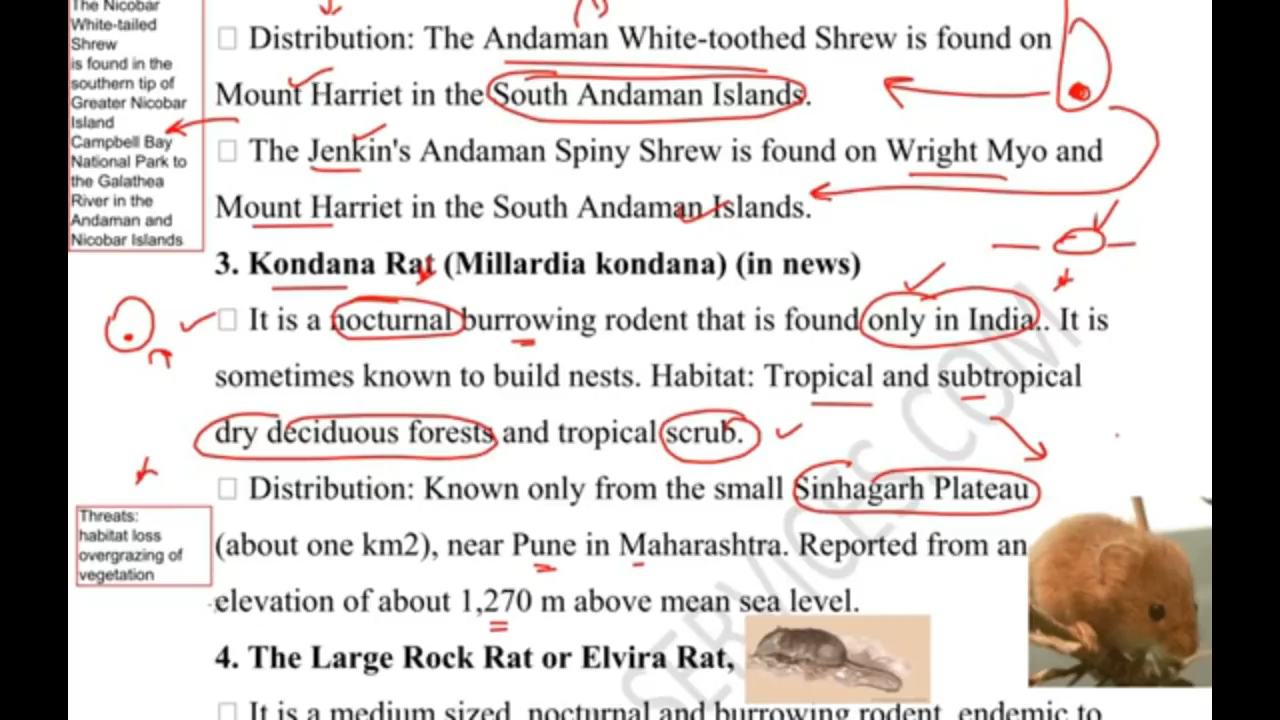 The Nicobar
White-tailed
Shrew
is found in the
southern tip of
Greater Nicobar
Island
Campbell Bay
National Park to
the Galathea
River in the
Andaman and
Nicobar Islands
Distribution: The Andaman White-toothed Shrew is found on
Mount Harriet in the South Andaman Islands.
The Jenkin's Andaman Spiny Shrew is found on Wright Myo and
Mount Harriet in the South Andaman Islands.
3. Kondana Rat (Millardia kondana) (in news)
It is a nocturnal burrowing rodent that is found only in India.. It is
sometimes known to build nests. Habitat: Tropical and subtropical
dry deciduous forests and tropical scrub.
Distribution: Known only from the small Sinhagarh Plateau
(about one km2), near Pune in Maharashtra. Reported from an
elevation of about 1,270 m above mean sea level.
Threats:
habitat loss
overgrazing of
vegetation
4. The Large Rock Rat or Elvira Rat,
It is a medium sized, nocturnal and burrowing rodent, endemic to
SERVICES.COM